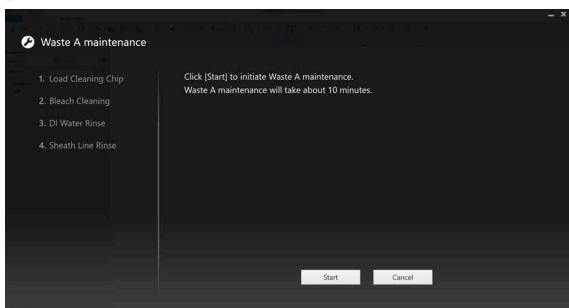 Waste A maintenance
1. Load Cleaning Chip
2. Bleach Cleaning
3. DI Water Rinse
4. Sheath Line Rinse
Click [Start] to initiate Waste A maintenance.
Waste A maintenance will take about 10 minutes.
Start
Cancel